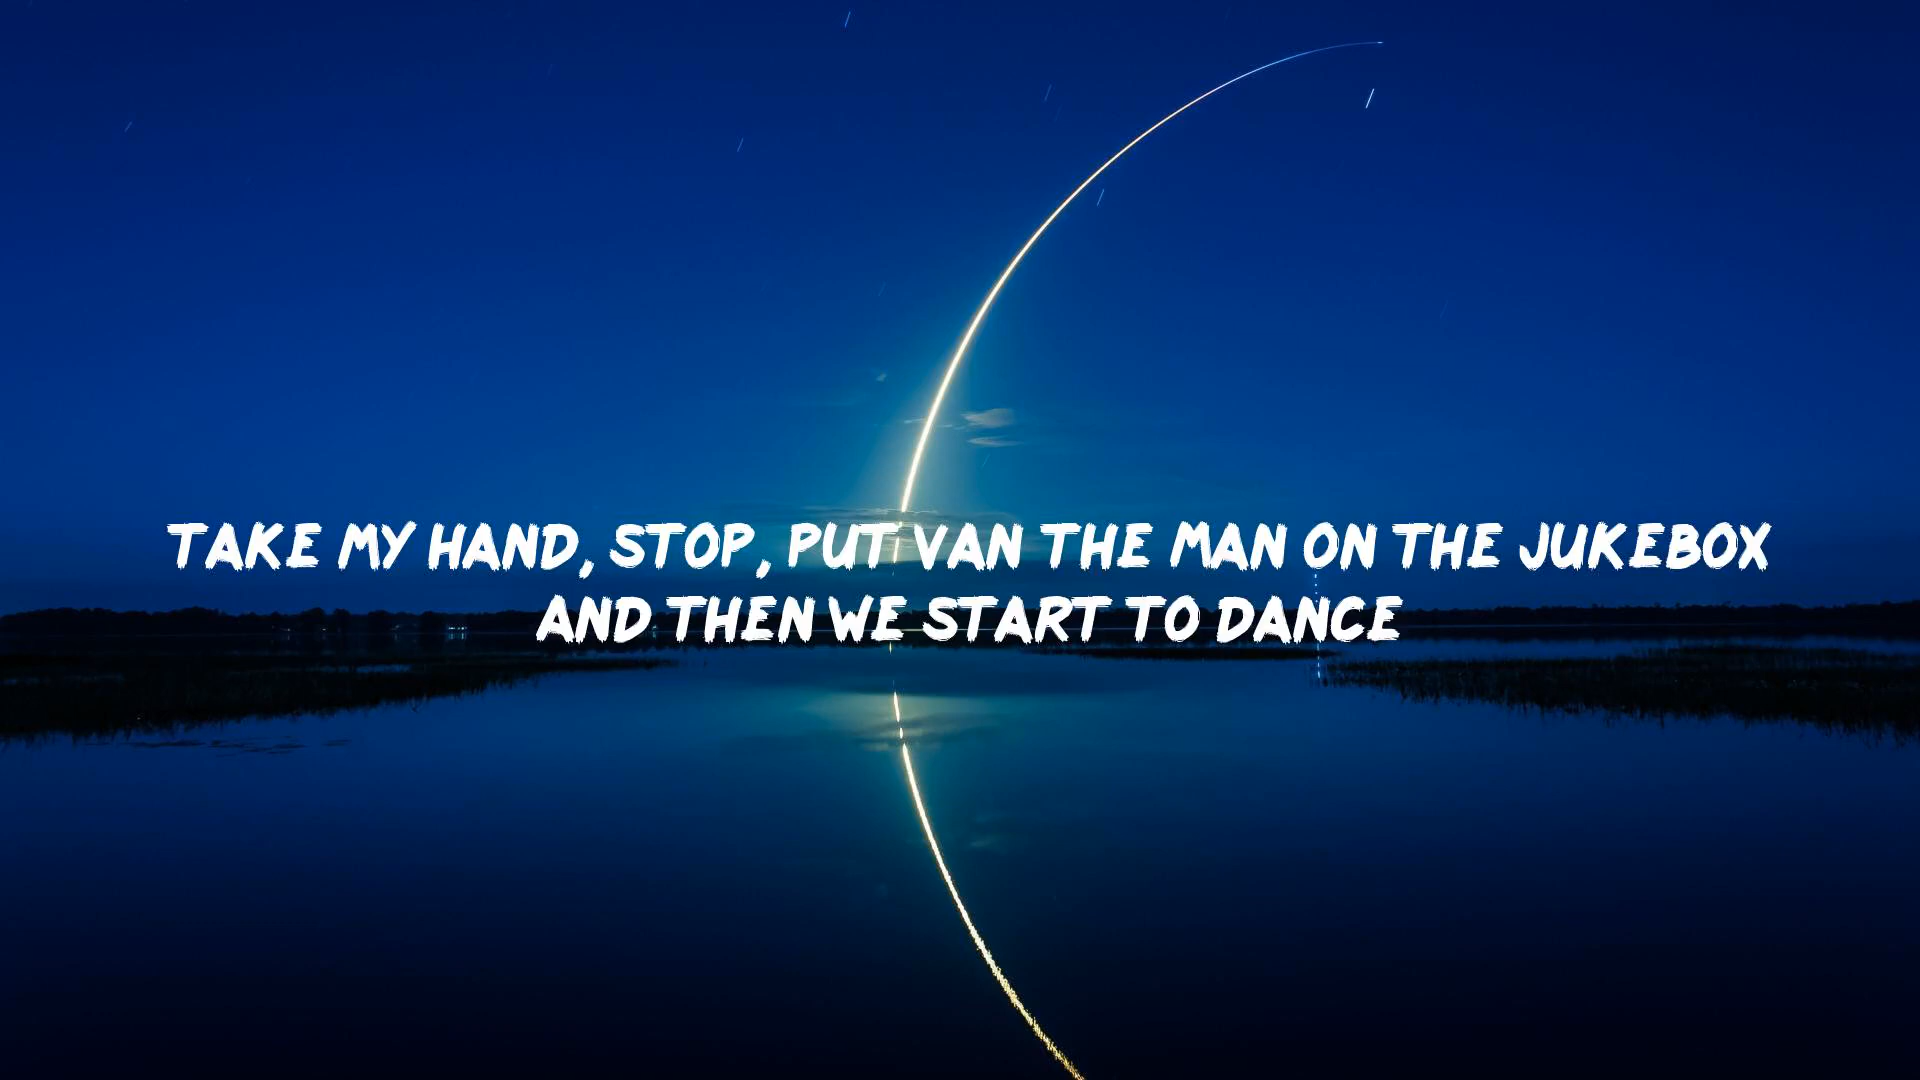 TAKE MY HAND, STOP, PUT VAN THE MAN ON THE JUKEBOX
AND THEN WE START TO DANCE